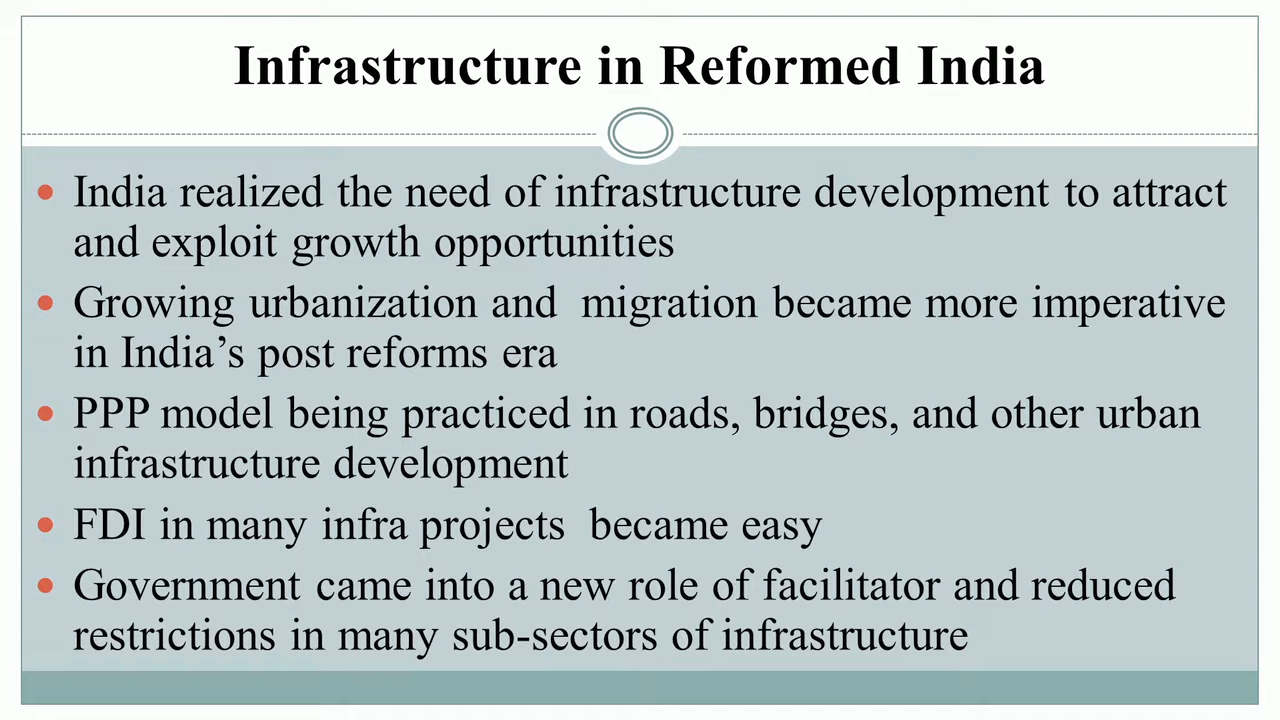 Infrastructure in Reformed India
• India realized the need of infrastructure development to attract
and exploit growth opportunities
• Growing urbanization and  migration became more imperative
in India’s post reforms era
• PPP model being practiced in roads, bridges, and other urban
infrastructure development
• FDI in many infra projects  became easy
• Government came into a new role of facilitator and reduced
restrictions in many sub-sectors of infrastructure